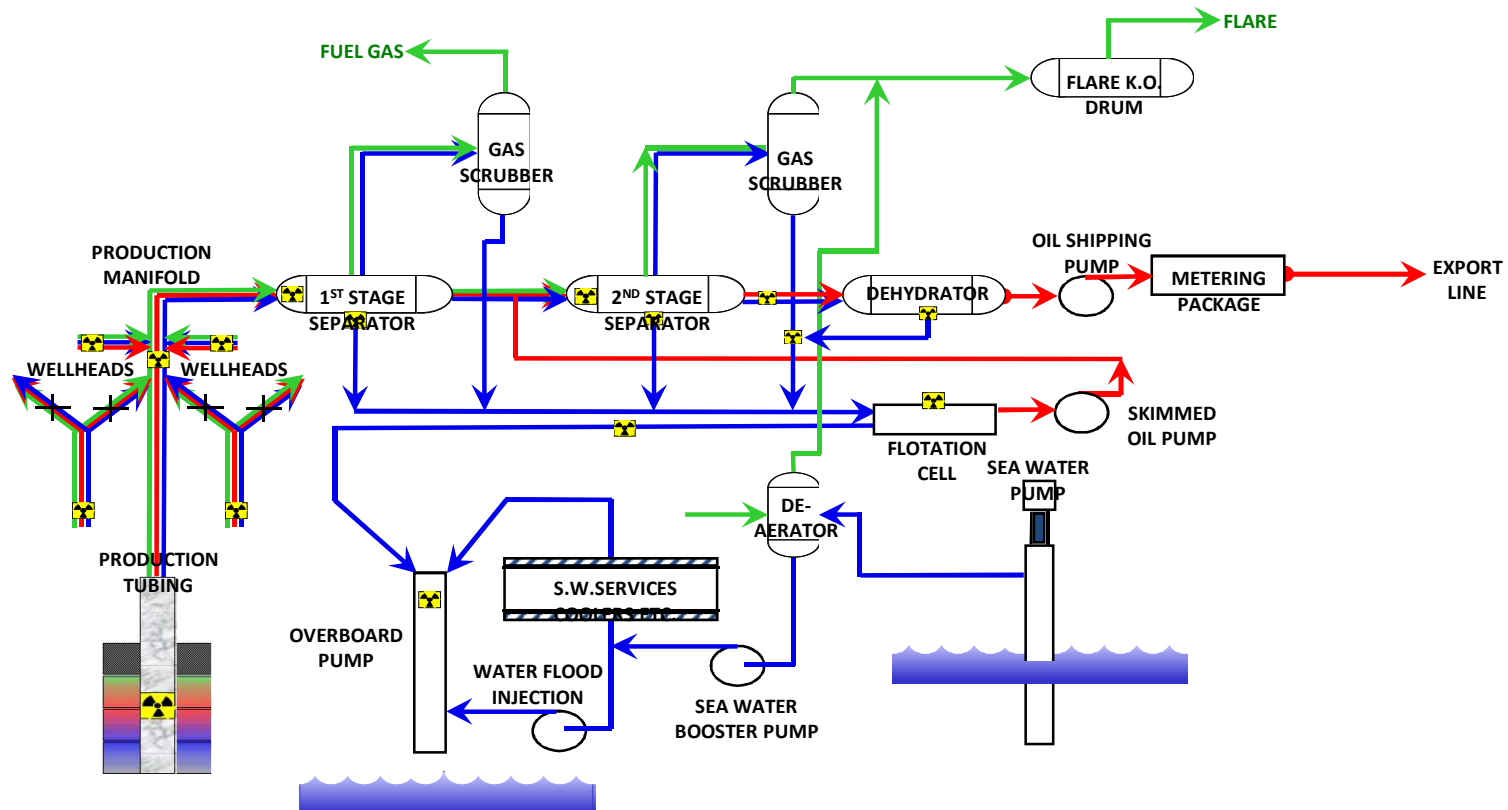 FLARE
FUEL GAS
FLARE K.O.
DRUM
GAS
SCRUBBER
GAS
SCRUBBER
PRODUCTION
MANIFOLD
OIL SHIPPING
PUMP
1ST STAGE
SEPARATOR
2ND STAGE
SEPARATOR
DEHYDRATOR
METERING
PACKAGE
EXPORT
LINE
WELLHEADS
WELLHEADS
SKIMMED
OIL PUMP
FLOTATION
CELL
SEA WATER
PUMP
DE-
AERATOR
PRODUCTION
TUBING
S.W.SERVICES
COOLERS ETC.
OVERBOARD
PUMP
WATER FLOOD
INJECTION
SEA WATER
BOOSTER PUMP